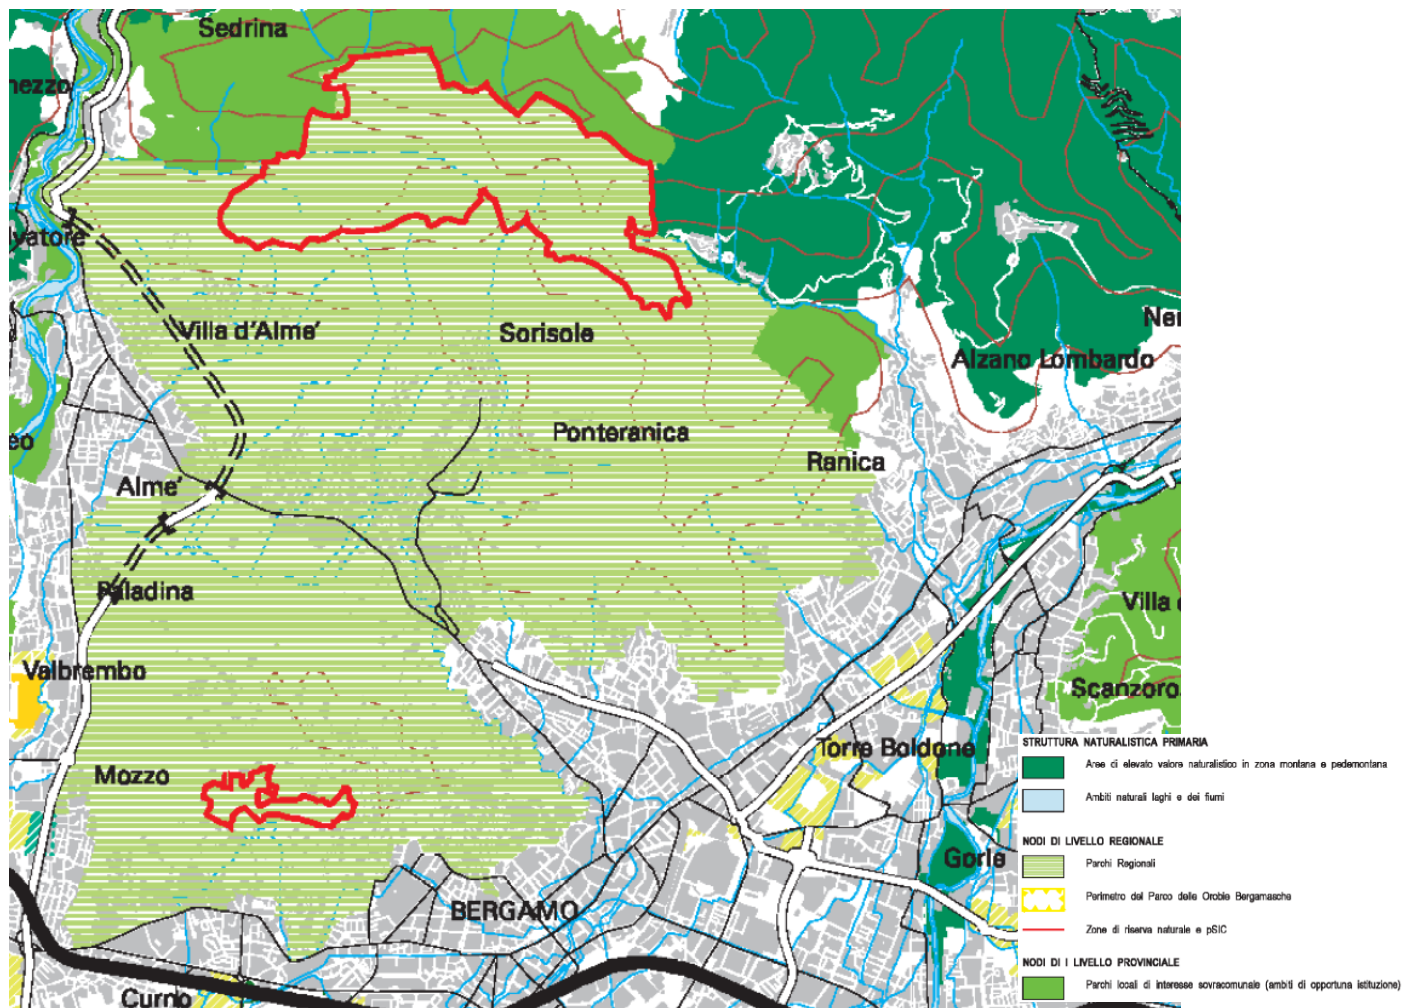 Sedrina
nezzo
vatore
Villa d'Alme'
Sorisole
Alzano Lombardo
Ponteranica
eo
Ranica
Alme'
Paladina
Villa
Valbrembo
Scanzoro
Torre Boldone
Mozzo
Gorle
BERGAMO
Curno
STRUTTURA NATURALISTICA PRIMARIA
Aree di elevato valore naturalistico in zona montana e pedemontana
Ambiti naturali laghi e dei fiumi
NODI DI LIVELLO REGIONALE
Parchi Regionali
Perimetro del Parco delle Orobie Bergamasche
Zone di riserva naturale e pSIC
NODI DI I LIVELLO PROVINCIALE
Parchi locali di interesse sovracomunale (ambiti di opportuna istituzione)